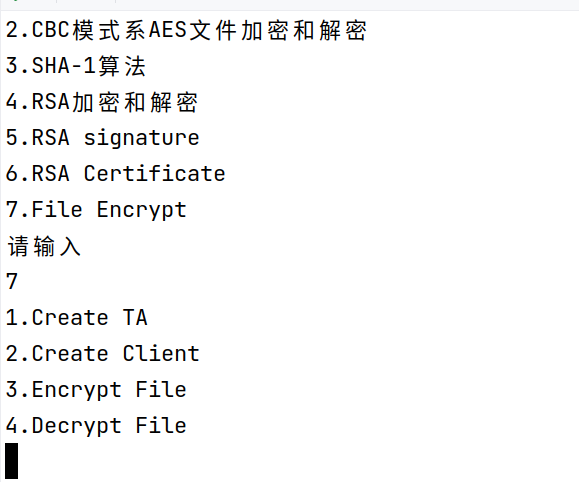 2.CBC模式系AES文件加密和解密
3.SHA-1算法
4.RSA加密和解密
5.RSA signature
6.RSA Certificate
7.File Encrypt
请输入
7
1.Create TA
2.Create Client
3.Encrypt File
4.Decrypt File